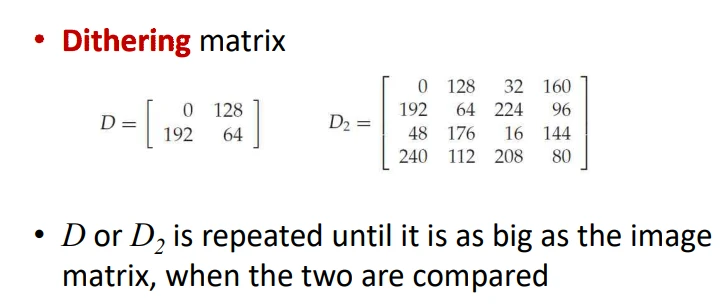 • Dithering matrix
D = [ 0 128
192 64 ]
D₂ = [ 0 128 32 160
192 64 224 96
48 176 16 144
240 112 208 80 ]
• D or D₂ is repeated until it is as big as the image
matrix, when the two are compared